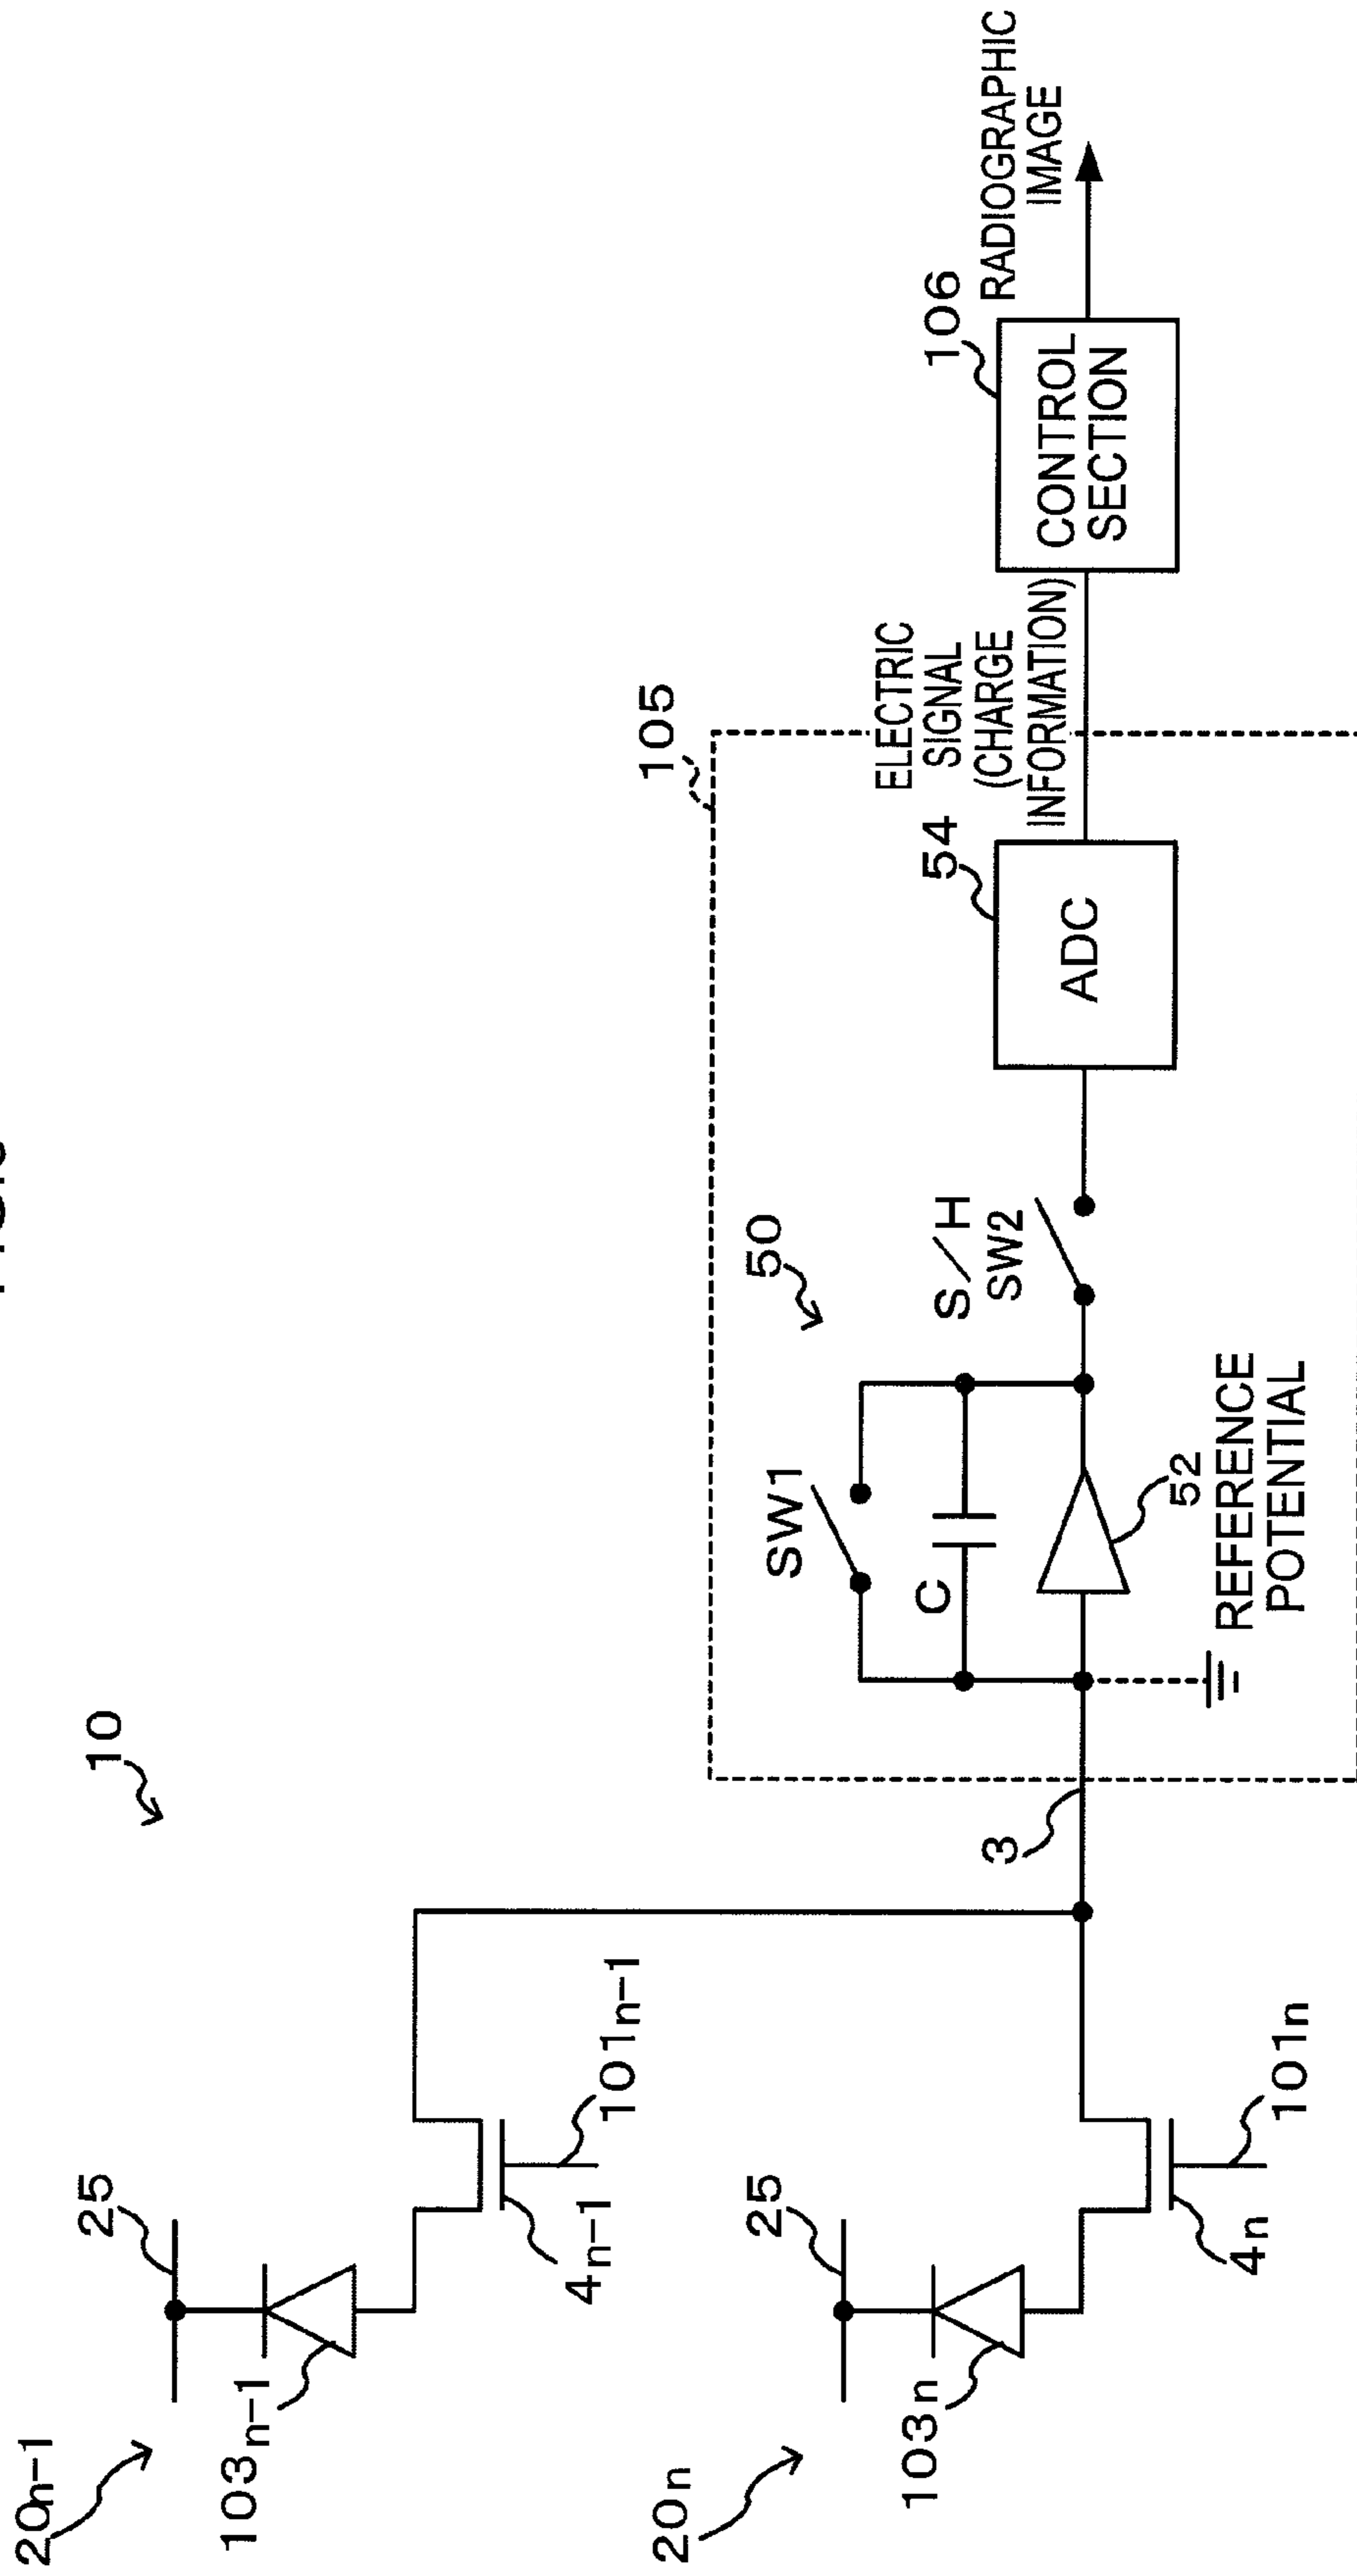 10
20n-1
25
103n-1
4n-1
101n-1
20n
25
103n
4n
101n
3
105
50
SW1
C
52
REFERENCE
POTENTIAL
S/H
SW2
54
ADC
ELECTRIC
SIGNAL
(CHARGE
INFORMATION)
106
CONTROL
SECTION
RADIOGRAPHIC
IMAGE